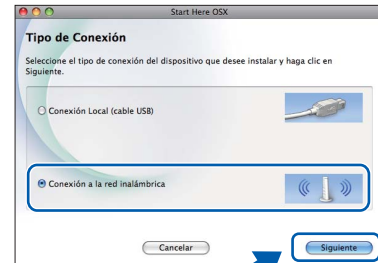 Start Here OSX
Tipo de Conexión
Seleccione el tipo de conexión del dispositivo que desee instalar y haga clic en
Siguiente.
Conexión Local (cable USB)
Conexión a la red inalámbrica
Cancelar
Siguiente